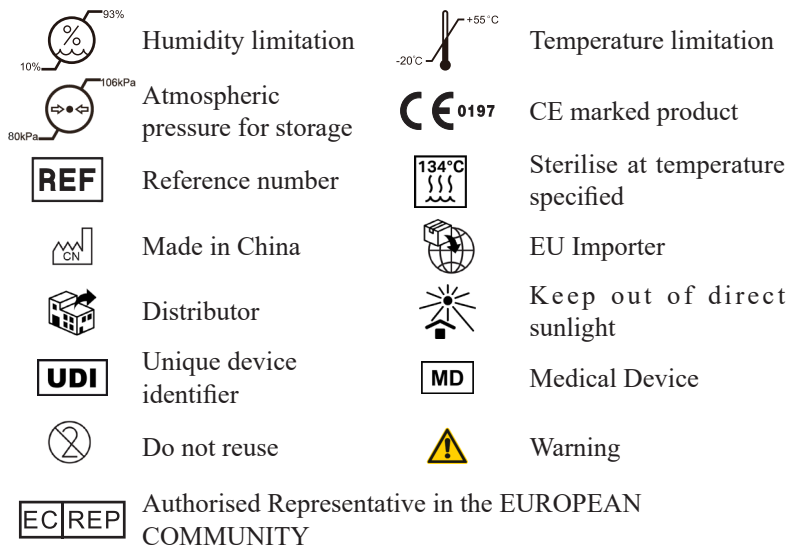 93%
10%
Humidity limitation
+55°C
-20°C
Temperature limitation
106kPa
80kPa
Atmospheric
pressure for storage
CE 0197
CE marked product
REF
Reference number
134°C
Sterilise at temperature
specified
CN
Made in China
EU Importer
Distributor
Keep out of direct
sunlight
UDI
Unique device
identifier
MD
Medical Device
2
Do not reuse
!
Warning
EC REP
Authorised Representative in the EUROPEAN
COMMUNITY